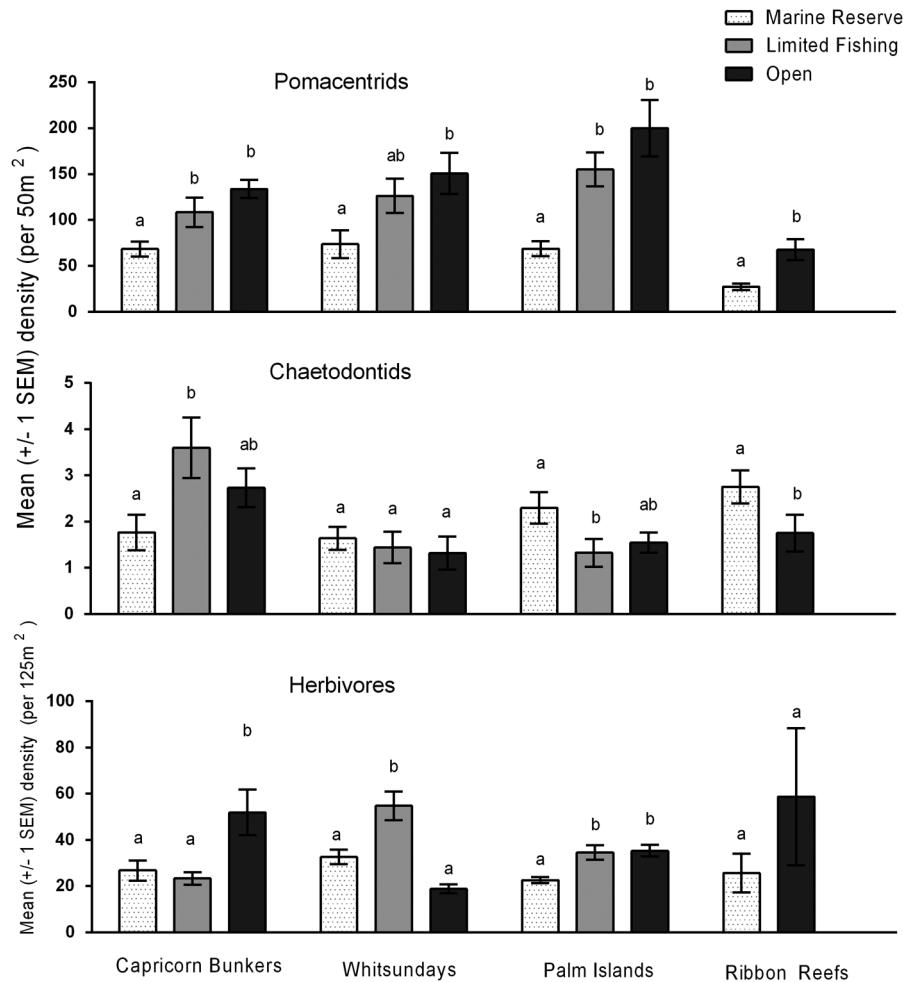 Marine Reserve
Limited Fishing
Open
Pomacentrids
Mean (+/- 1 SEM) density (per 50m 2 )
250
200
150
100
50
0
a b b
a ab b
a b b
a b
Chaetodontids
5
4
3
2
1
0
a b ab
a a a
a b ab
a b
Herbivores
Mean (+/- 1 SEM) density (per 125m 2 )
100
80
60
40
20
0
a a b
a b a
a b b
a a
Capricorn Bunkers Whitsundays Palm Islands Ribbon Reefs